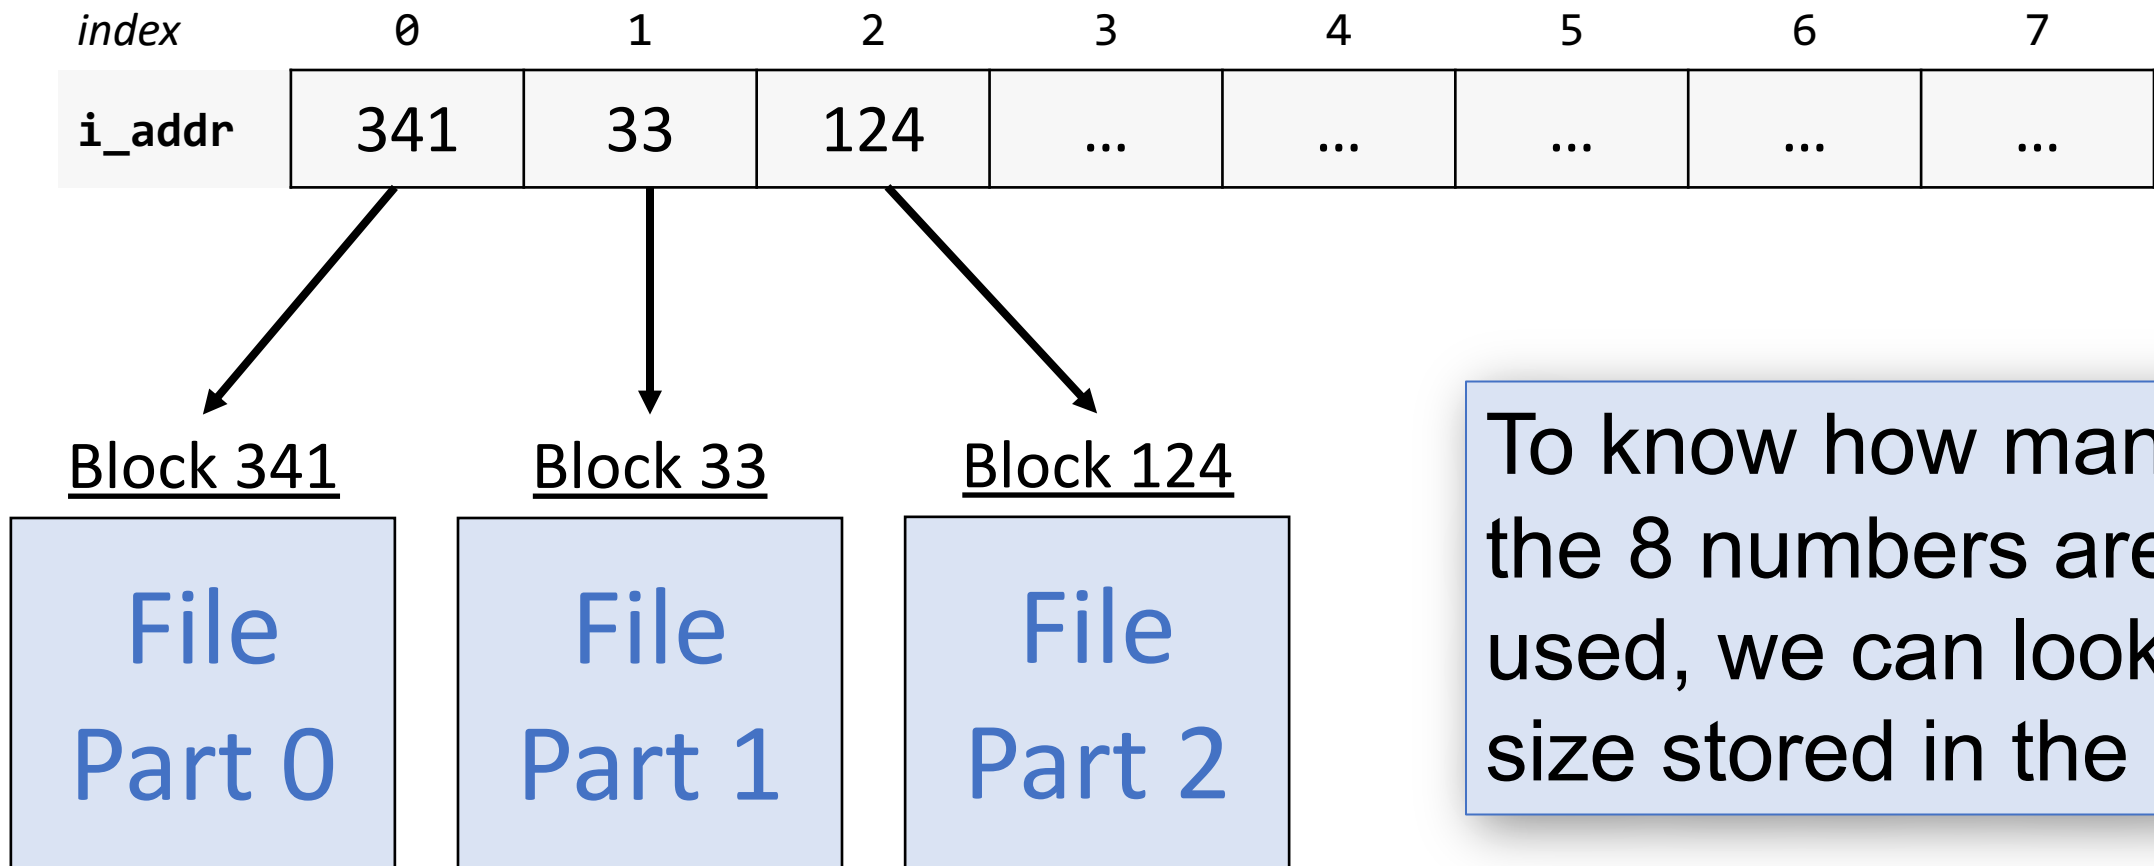 index 0 1 2 3 4 5 6 7
i_addr 341 33 124 ... ... ... ... ...
Block 341 Block 33 Block 124
File Part 0
File Part 1
File Part 2
To know how man
the 8 numbers are
used, we can look
size stored in the